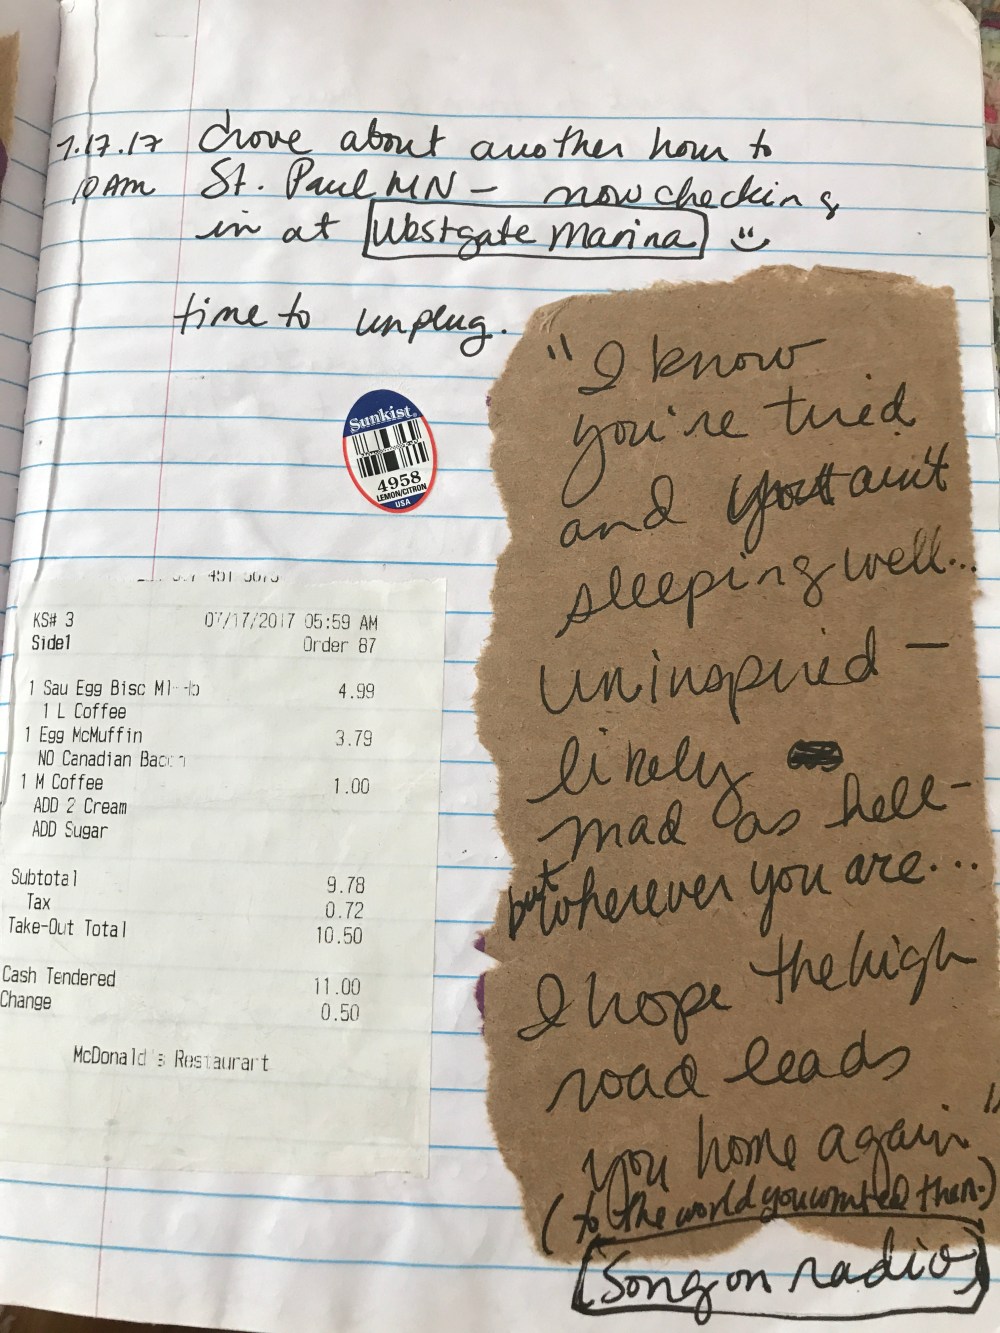 7.17.17 drove about another hour to
10 AM St. Paul MN - now checking
in at Westgate Marina
time to unplug.
Sunkist
4958
LEMON/CITRON
USA
KS# 3 07/17/2017 05:59 AM
Side1 Order 87
1 Sau Egg Bisc 4.99
1 L Coffee
1 Egg McMuffin 3.79
NO Canadian Bacon
1 M Coffee 1.00
ADD 2 Cream
ADD Sugar
Subtotal 9.78
Tax 0.72
Take-Out Total 10.50
Cash Tendered 11.00
Change 0.50
McDonald's Restaurart
"I know
you're tired
and ain't
sleeping well...
uninspired -
likely
mad as hell -
but wherever you are...
I hope the high
road leads
you home again"
(to the world you wanted then.)
[Song on radio]